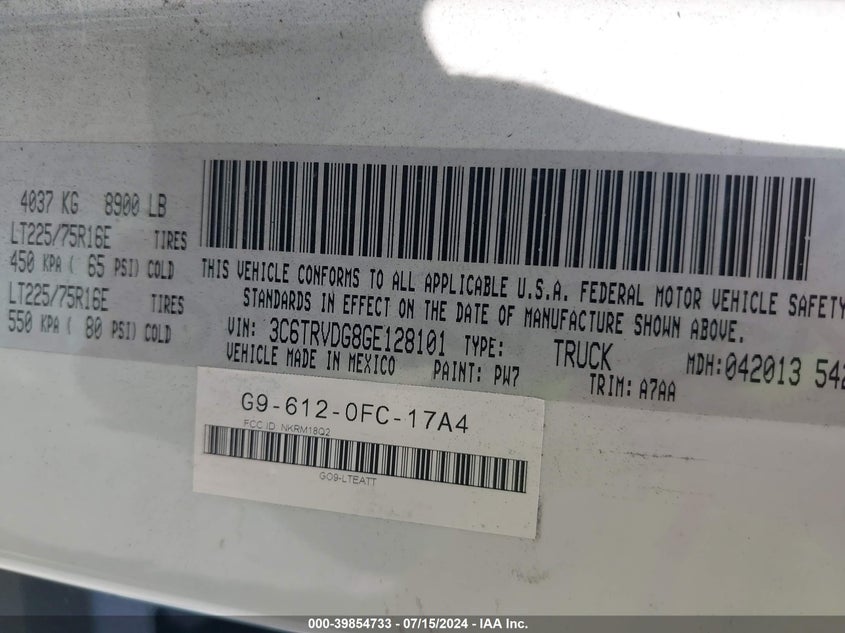 4037 KG 8900 LB
LT225/75R16E TIRES
450 KPA ( 65 PSI) COLD
LT225/75R16E TIRES
550 KPA ( 80 PSI) COLD
THIS VEHICLE CONFORMS TO ALL APPLICABLE U.S.A. FEDERAL MOTOR VEHICLE SAFETY
STANDARDS IN EFFECT ON THE DATE OF MANUFACTURE SHOWN ABOVE.
VIN: 3C6TRVDG8GE128101 TYPE: TRUCK MDH: 042013 542
VEHICLE MADE IN MEXICO PAINT: PW7 TRIM: A7AA
G9-612-0FC-17A4
FCC ID NKRM18Q2
GO9-LTEATT
000-39854733 - 07/15/2024 - IAA Inc.